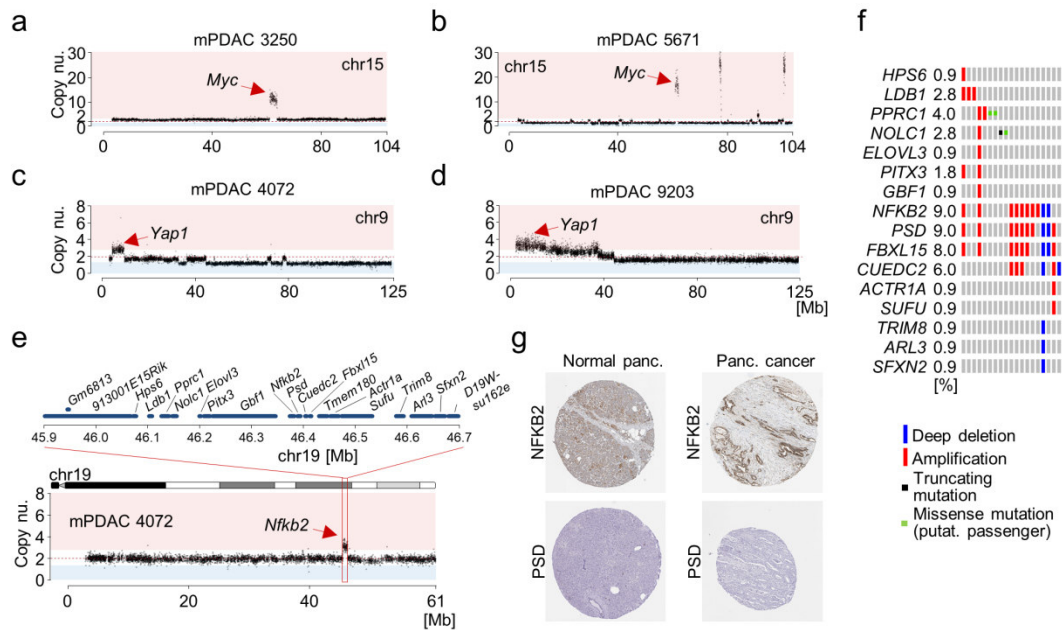 a
mPDAC 3250
Copy nu.
30
20
10
2
0
Myc
chr15
0 40 80 104
b
mPDAC 5671
30
20
10
2
0
chr15
Myc
0 40 80 104
c
mPDAC 4072
Copy nu.
8
6
4
2
0
Yap1
chr9
0 40 80 125
d
mPDAC 9203
8
6
4
2
0
Yap1
chr9
0 40 80 125
[Mb]
e
Gm6813
913001E15Rik
Hps6
Ldb1
Pprc1
Nolc1
Elovl3
Pitx3
Gbf1
Nfkb2
Psd
Cuedc2
Fbxl15
Tmem180
Actr1a
Sufu
Trim8
Arl3
Sfxn2
D19W-
su162e
45.9 46.0 46.1 46.2 46.3 46.4 46.5 46.6 46.7
chr19 [Mb]
chr19
Copy nu.
8
6
4
2
0
mPDAC 4072
Nfkb2
0 20 40 61
[Mb]
f
HPS6 0.9
LDB1 2.8
PPRC1 4.0
NOLC1 2.8
ELOVL3 0.9
PITX3 1.8
GBF1 0.9
NFKB2 9.0
PSD 9.0
FBXL15 8.0
CUEDC2 6.0
ACTR1A 0.9
SUFU 0.9
TRIM8 0.9
ARL3 0.9
SFXN2 0.9
[%]
Deep deletion
Amplification
Truncating
mutation
Missense mutation
(putat. passenger)
g
Normal panc. Panc. cancer
NFKB2 NFKB2
PSD PSD